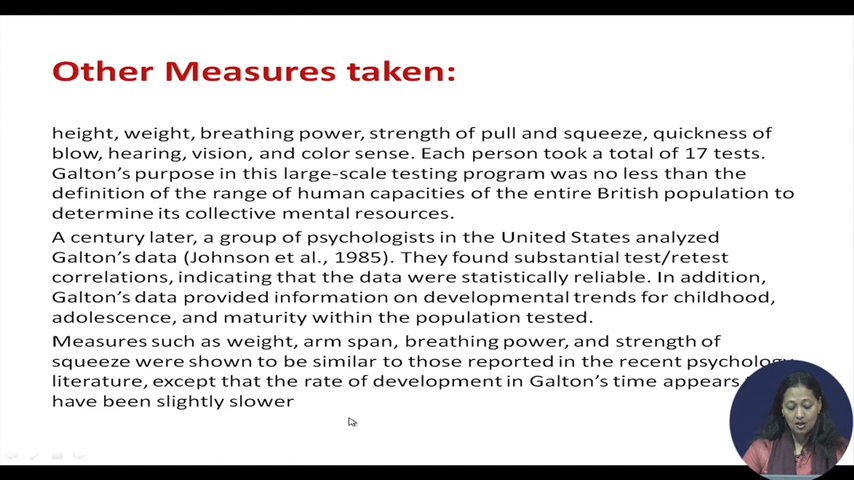 Other Measures taken:
height, weight, breathing power, strength of pull and squeeze, quickness of
blow, hearing, vision, and color sense. Each person took a total of 17 tests.
Galton's purpose in this large-scale testing program was no less than the
definition of the range of human capacities of the entire British population to
determine its collective mental resources.
A century later, a group of psychologists in the United States analyzed
Galton's data (Johnson et al., 1985). They found substantial test/retest
correlations, indicating that the data were statistically reliable. In addition,
Galton's data provided information on developmental trends for childhood,
adolescence, and maturity within the population tested.
Measures such as weight, arm span, breathing power, and strength of
squeeze were shown to be similar to those reported in the recent psychology
literature, except that the rate of development in Galton's time appears
have been slightly slower